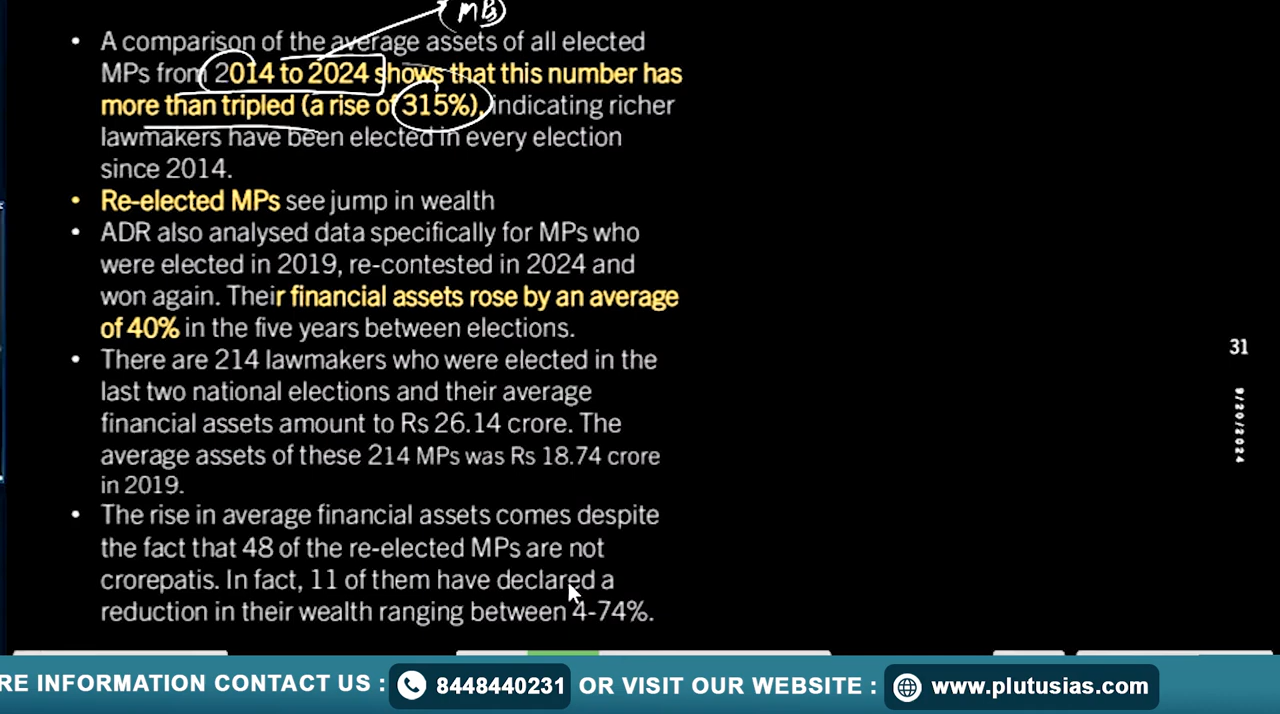 MPs
• A comparison of the average assets of all elected
MPs from 2014 to 2024 shows that this number has
more than tripled (a rise of 315%), indicating richer
lawmakers have been elected in every election
since 2014.
• Re-elected MPs see jump in wealth
• ADR also analysed data specifically for MPs who
were elected in 2019, re-contested in 2024 and
won again. Their financial assets rose by an average
of 40% in the five years between elections.
• There are 214 lawmakers who were elected in the
last two national elections and their average
financial assets amount to Rs 26.14 crore. The
average assets of these 214 MPs was Rs 18.74 crore
in 2019.
• The rise in average financial assets comes despite
the fact that 48 of the re-elected MPs are not
crorepatis. In fact, 11 of them have declared a
reduction in their wealth ranging between 4-74%.
31
9/20/2024
RE INFORMATION CONTACT US : 8448440231 OR VISIT OUR WEBSITE : www.plutusias.com